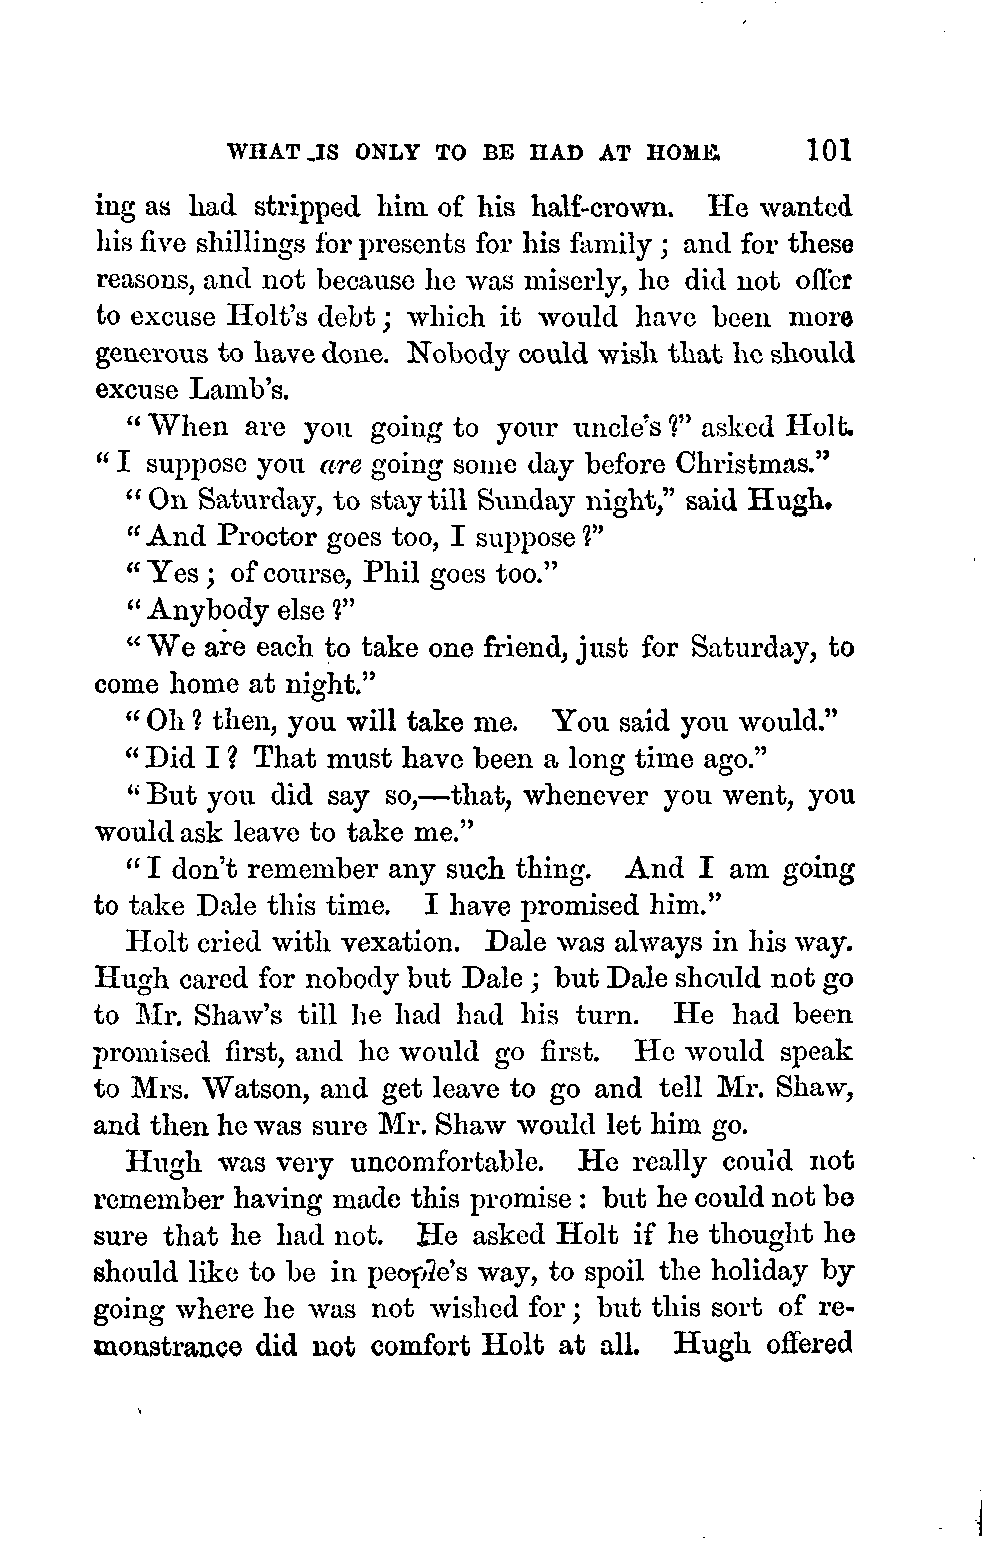 WHAT IS ONLY TO BE HAD AT HOME 101
ing as had stripped him of his half-crown. He wanted
his five shillings for presents for his family; and for these
reasons, and not because he was miserly, he did not offer
to excuse Holt's debt; which it would have been more
generous to have done. Nobody could wish that he should
excuse Lamb's.
"When are you going to your uncle's?" asked Holt.
"I suppose you are going some day before Christmas."
"On Saturday, to stay till Sunday night," said Hugh.
"And Proctor goes too, I suppose?"
"Yes; of course, Phil goes too."
"Anybody else?"
"We are each to take one friend, just for Saturday, to
come home at night."
"Oh? then, you will take me. You said you would."
"Did I? That must have been a long time ago."
"But you did say so,—that, whenever you went, you
would ask leave to take me."
"I don't remember any such thing. And I am going
to take Dale this time. I have promised him."
Holt cried with vexation. Dale was always in his way.
Hugh cared for nobody but Dale; but Dale should not go
to Mr. Shaw's till he had had his turn. He had been
promised first, and he would go first. He would speak
to Mrs. Watson, and get leave to go and tell Mr. Shaw,
and then he was sure Mr. Shaw would let him go.
Hugh was very uncomfortable. He really could not
remember having made this promise: but he could not be
sure that he had not. He asked Holt if he thought he
should like to be in people's way, to spoil the holiday by
going where he was not wished for; but this sort of re-
monstrance did not comfort Holt at all. Hugh offered